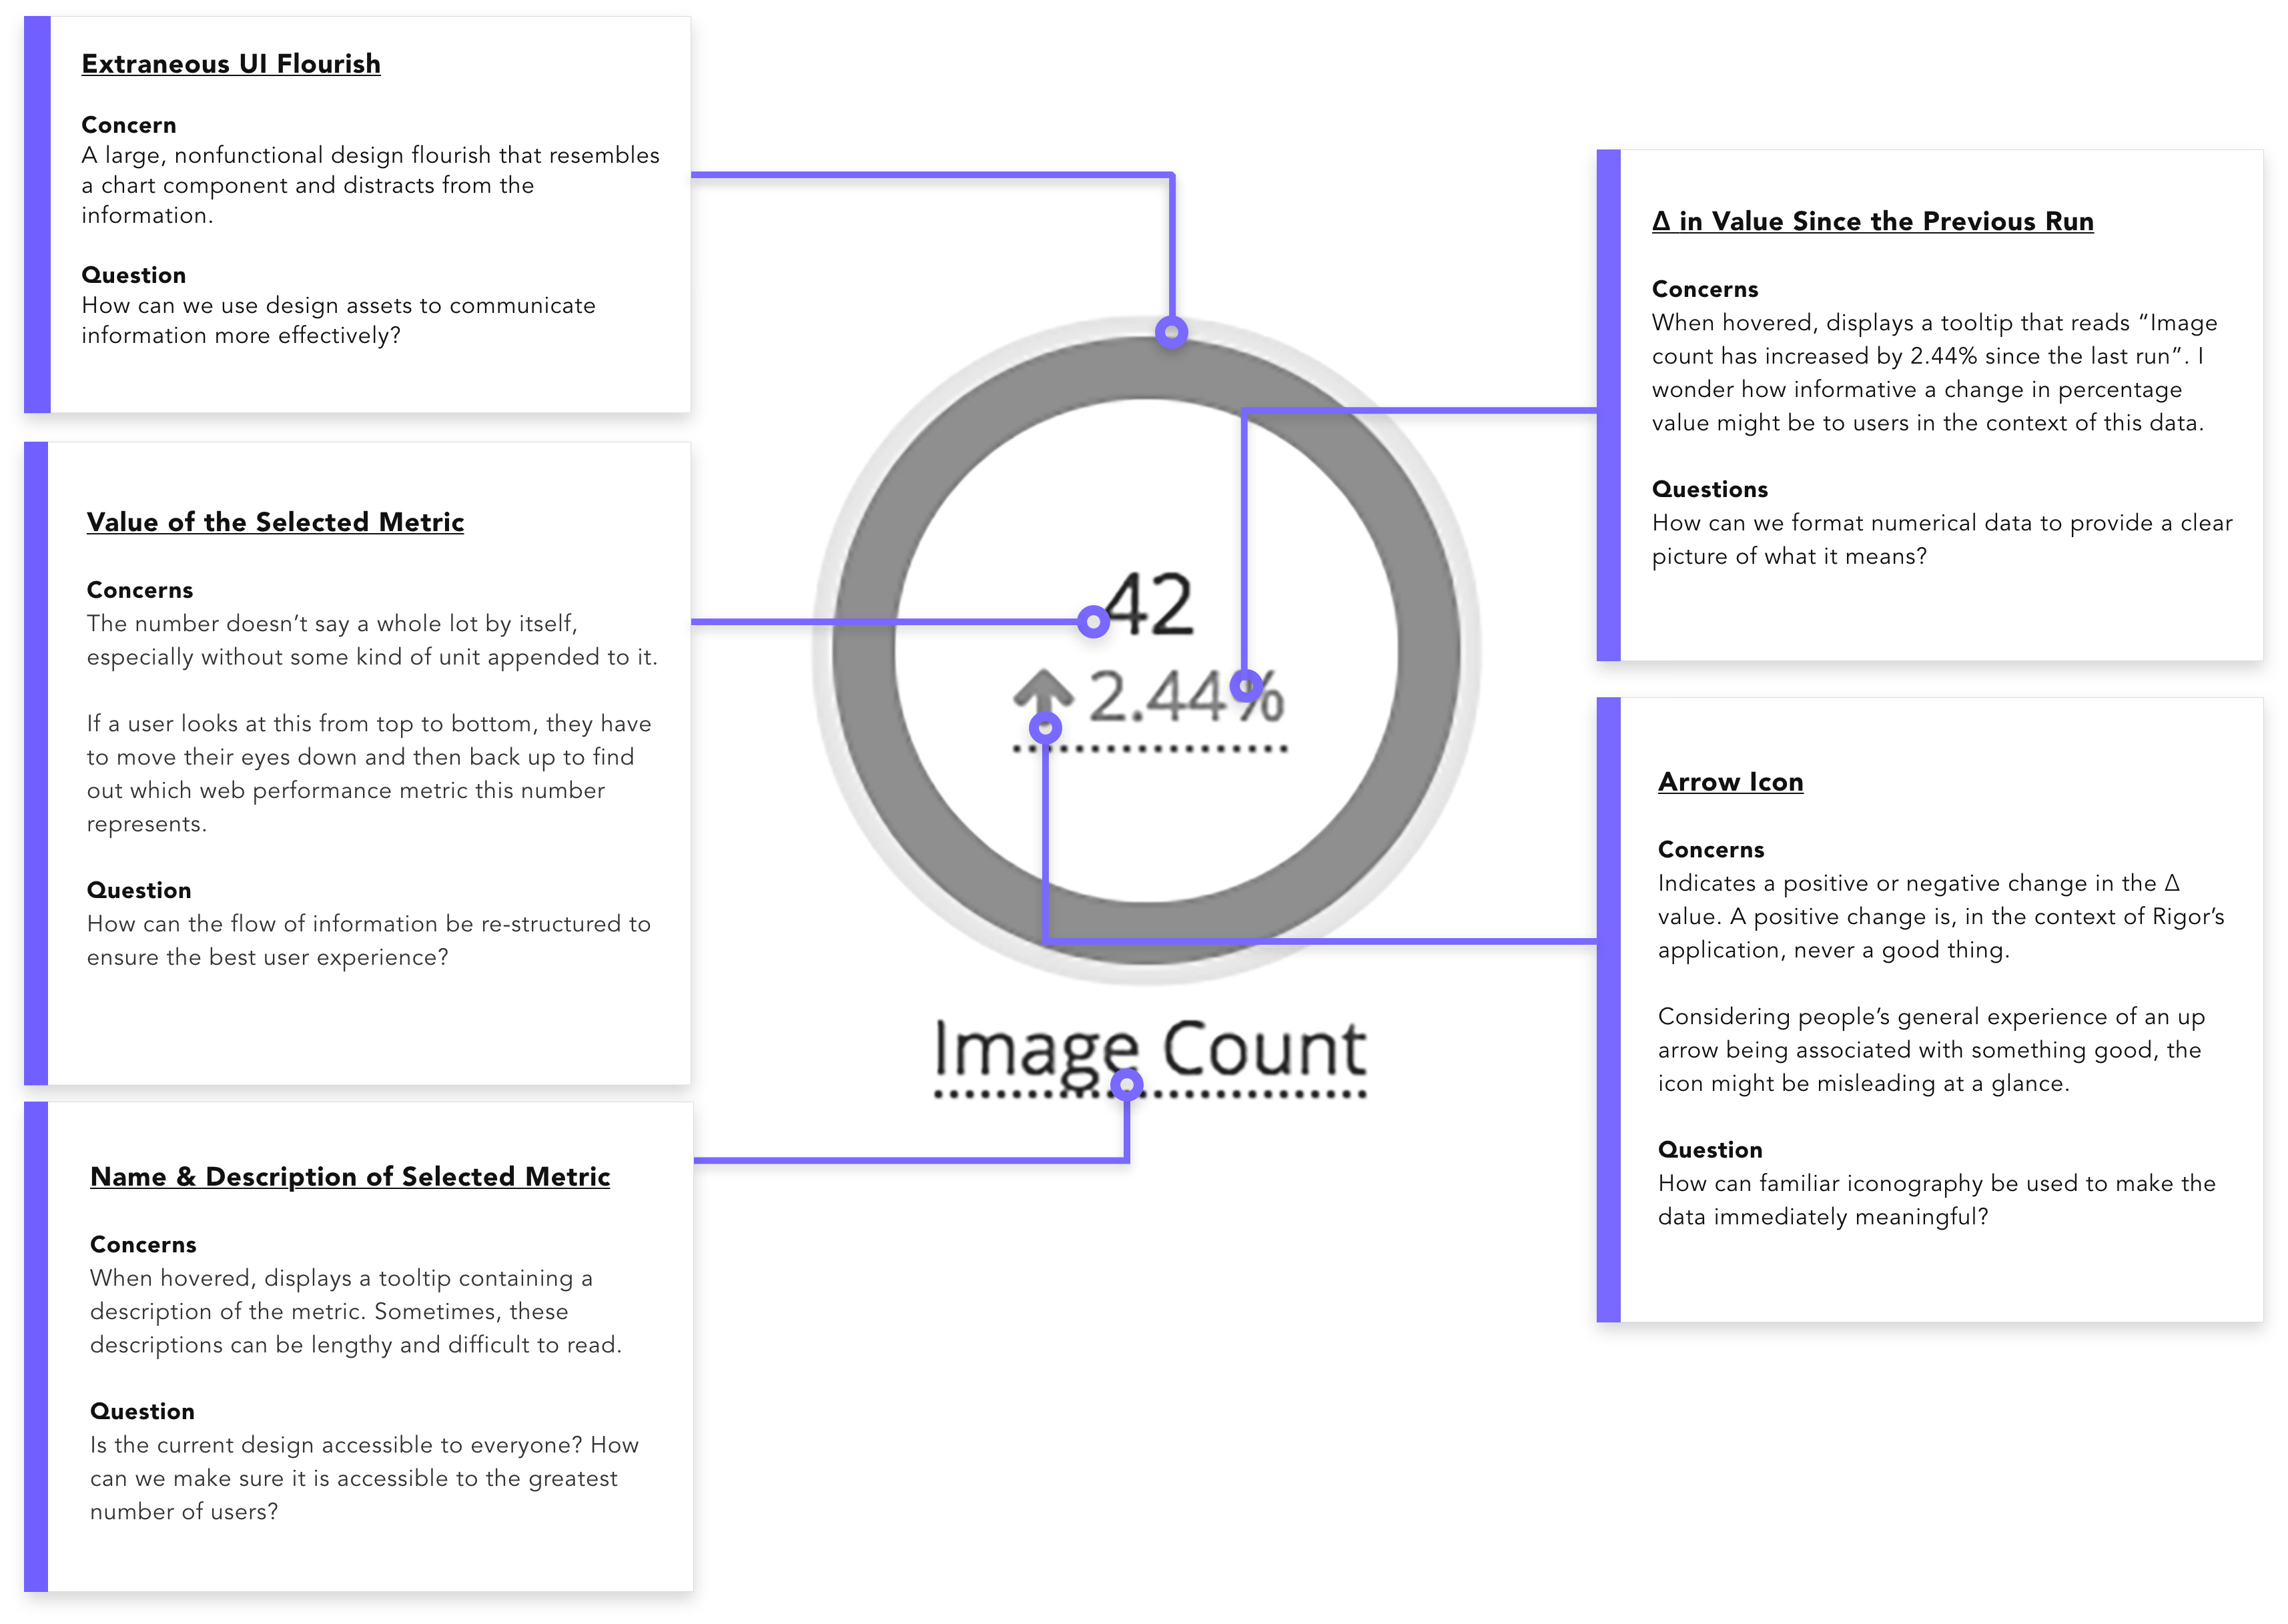 Extraneous UI Flourish
Concern
A large, nonfunctional design flourish that resembles
a chart component and distracts from the
information.
Question
How can we use design assets to communicate
information more effectively?
Value of the Selected Metric
Concerns
The number doesn’t say a whole lot by itself,
especially without some kind of unit appended to it.
If a user looks at this from top to bottom, they have
to move their eyes down and then back up to find
out which web performance metric this number
represents.
Question
How can the flow of information be re-structured to
ensure the best user experience?
Name & Description of Selected Metric
Concerns
When hovered, displays a tooltip containing a
description of the metric. Sometimes, these
descriptions can be lengthy and difficult to read.
Question
Is the current design accessible to everyone? How
can we make sure it is accessible to the greatest
number of users?
42
2.44%
Image Count
Δ in Value Since the Previous Run
Concerns
When hovered, displays a tooltip that reads “Image
count has increased by 2.44% since the last run”. I
wonder how informative a change in percentage
value might be to users in the context of this data.
Questions
How can we format numerical data to provide a clear
picture of what it means?
Arrow Icon
Concerns
Indicates a positive or negative change in the Δ
value. A positive change is, in the context of Rigor’s
application, never a good thing.
Considering people’s general experience of an up
arrow being associated with something good, the
icon might be misleading at a glance.
Question
How can familiar iconography be used to make the
data immediately meaningful?